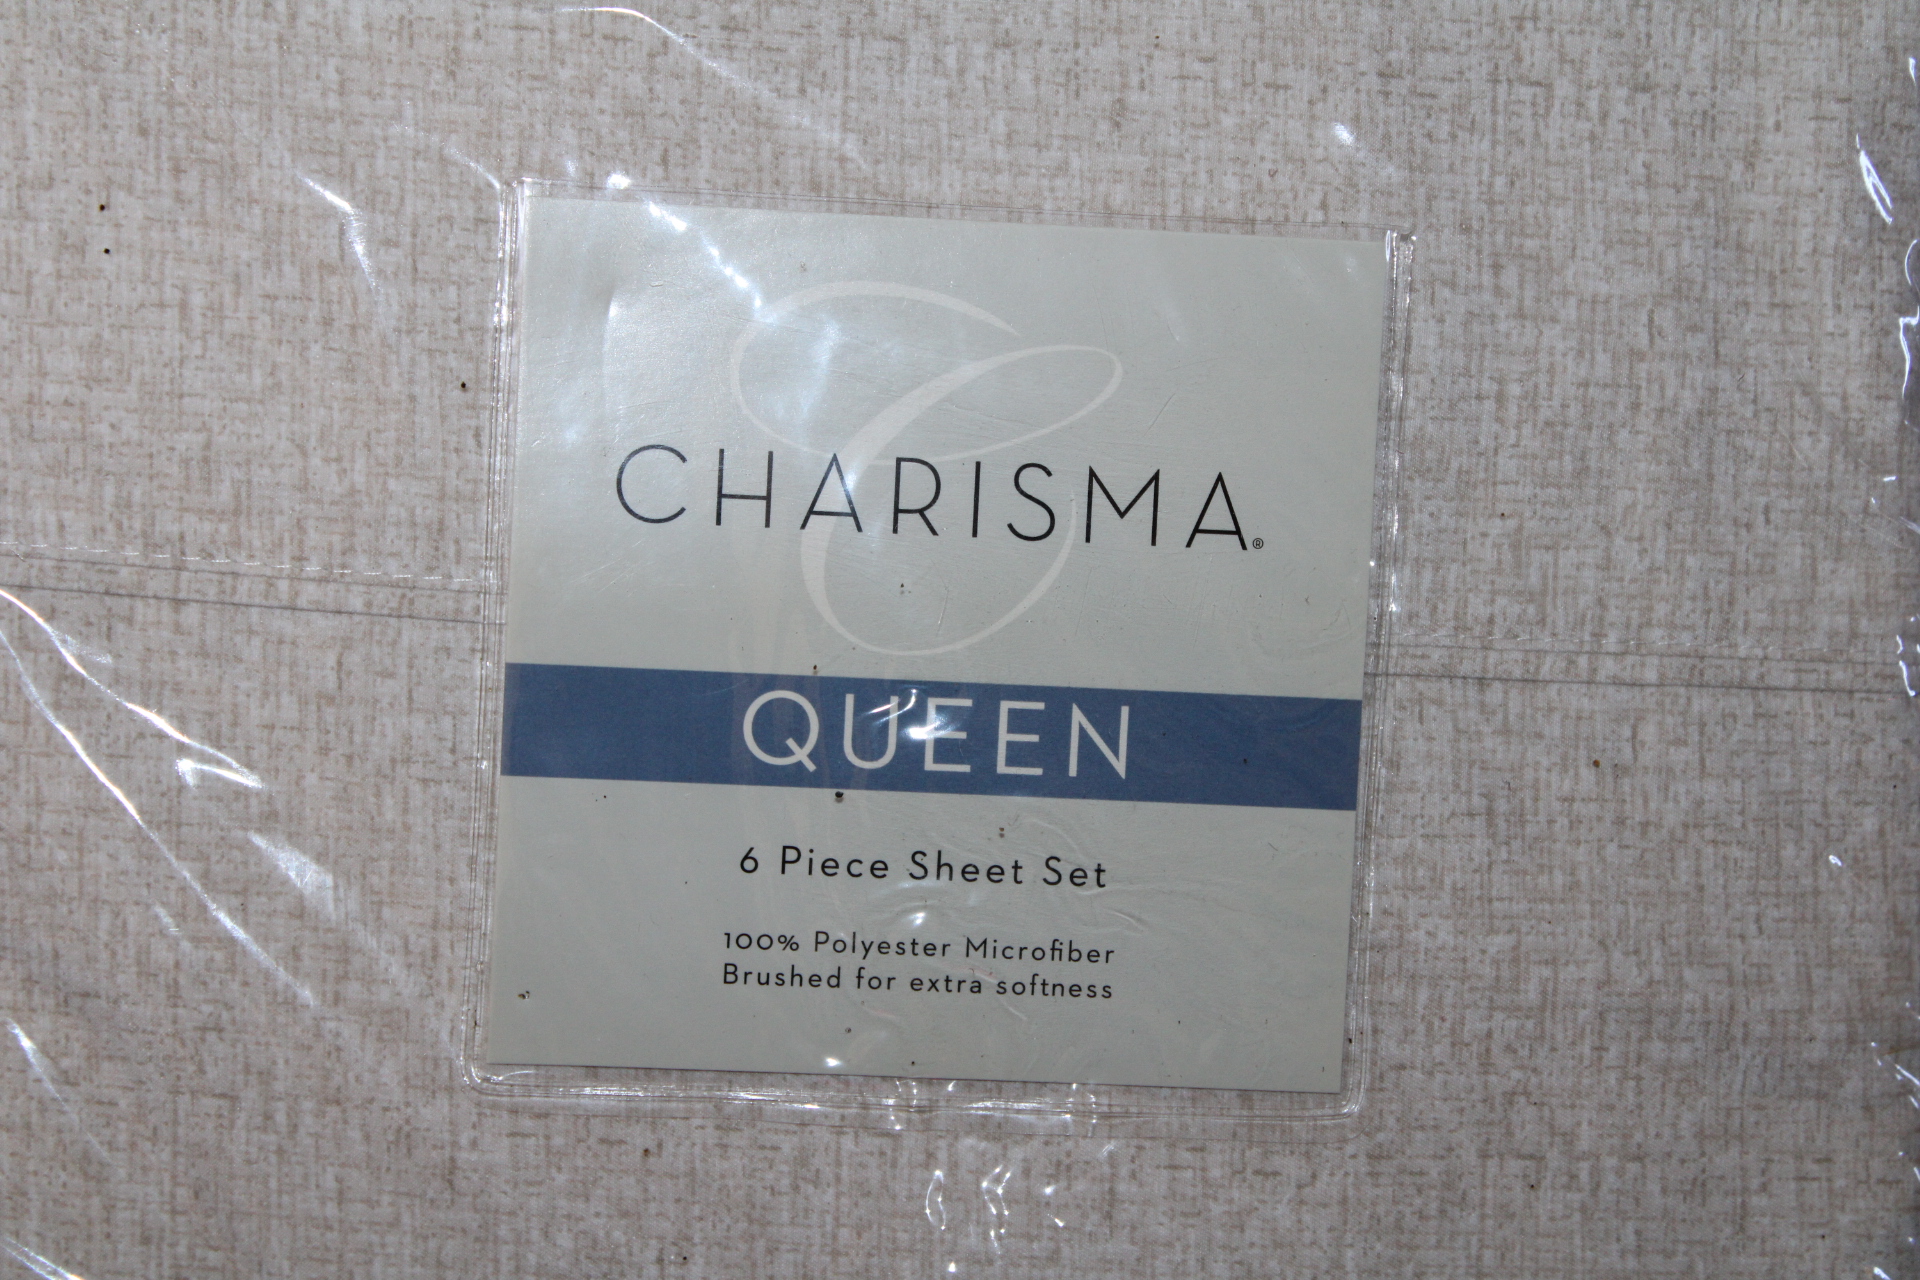 CHARISMA®
QUEEN
6 Piece Sheet Set
100% Polyester Microfiber
Brushed for extra softness